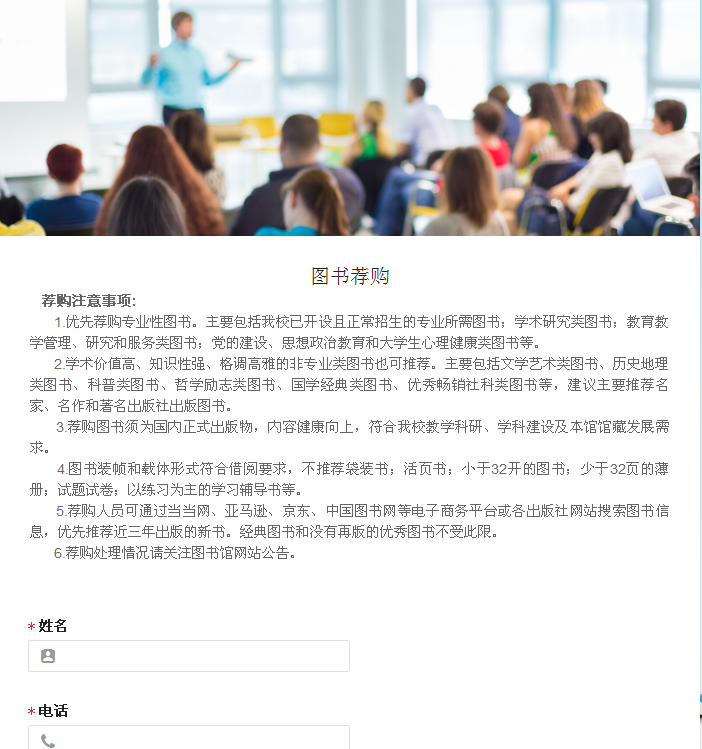 图书荐购
荐购注意事项:
1.优先荐购专业性图书。主要包括我校已开设且正常招生的专业所需图书；学术研究类图书；教育教
学管理、研究和服务类图书；党的建设、思想政治教育和大学生心理健康类图书等。
2.学术价值高、知识性强、格调高雅的非专业类图书也可推荐。主要包括文学艺术类图书、历史地理
类图书、科普类图书、哲学励志类图书、国学经典类图书、优秀畅销社科类图书等，建议主要推荐名
家、名作和著名出版社出版图书。
3.荐购图书须为国内正式出版物，内容健康向上，符合我校教学科研、学科建设及本馆馆藏发展需
求。
4.图书装帧和载体形式符合借阅要求，不推荐袋装书；活页书；小于32开的图书；少于32页的薄
册；试题试卷；以练习为主的学习辅导书等。
5.荐购人员可通过当当网、亚马逊、京东、中国图书网等电子商务平台或各出版社网站搜索图书信
息，优先推荐近三年出版的新书。经典图书和没有再版的优秀图书不受此限。
6.荐购处理情况请关注图书馆网站公告。
*姓名
*电话